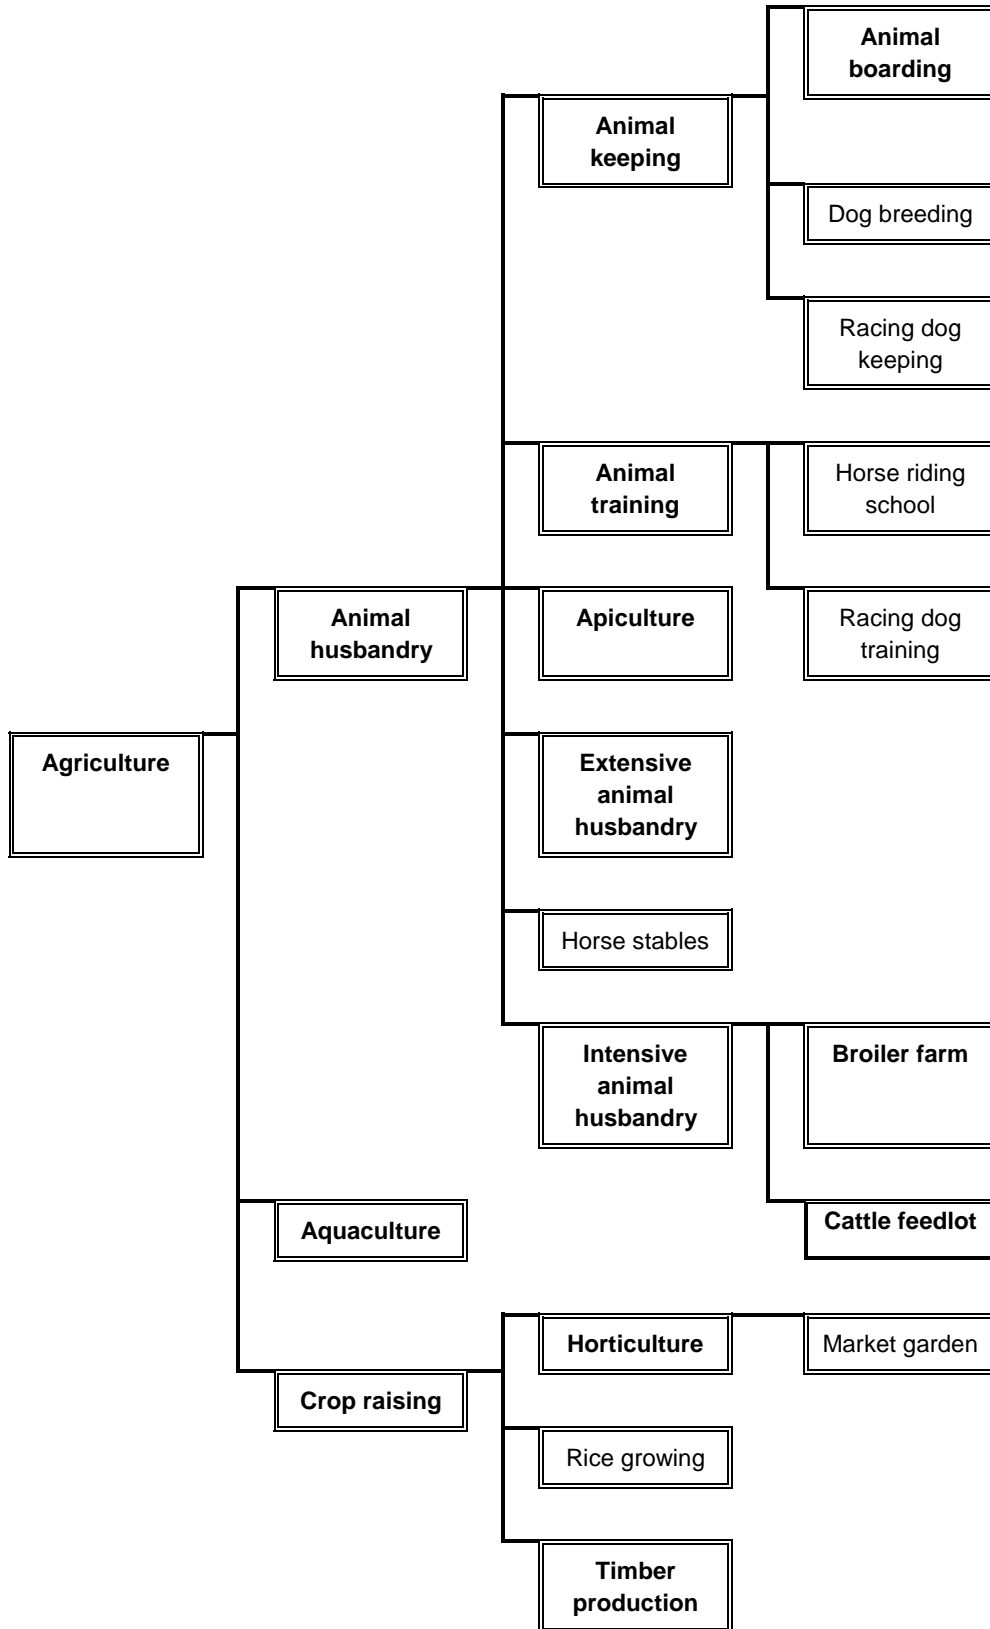 Animal
boarding
Animal
keeping
Dog breeding
Racing dog
keeping
Animal
training
Horse riding
school
Animal
husbandry
Apiculture
Racing dog
training
Agriculture
Extensive
animal
husbandry
Horse stables
Intensive
animal
husbandry
Broiler farm
Cattle feedlot
Aquaculture
Horticulture
Market garden
Crop raising
Rice growing
Timber
production